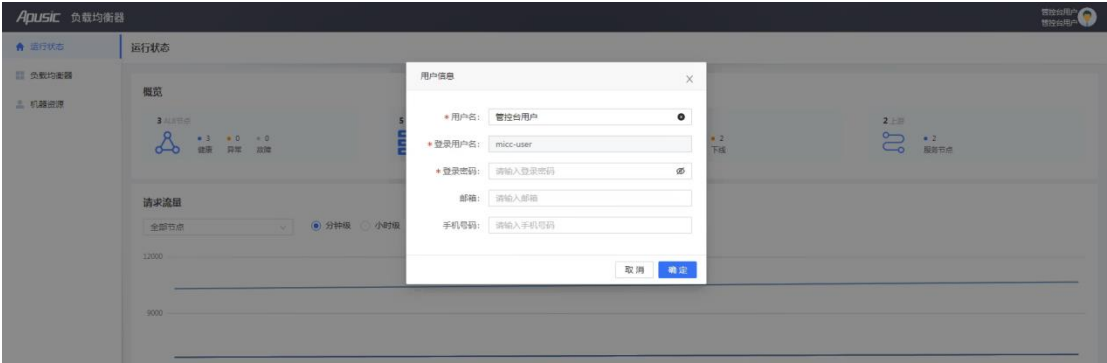 Apusic 负载均衡器
管控台用户
管控台用户
运行状态
负载均衡器
机器资源
运行状态
概览
3
3
健康
0
异常
0
故障
5
2
下线
2 上游
2
服务节点
请求流量
全部节点
分钟级
小时级
12000
9000
用户信息
* 用户名: 管控台用户
* 登录用户名: micc-user
* 登录密码: 请输入登录密码
邮箱: 请输入邮箱
手机号码: 请输入手机号码
取 消
确 定